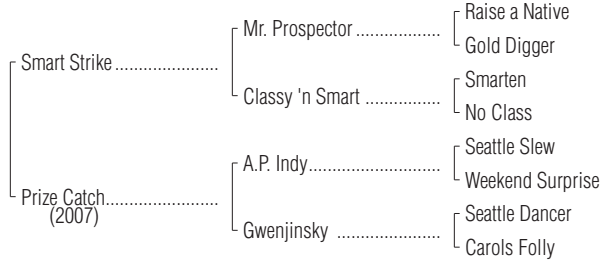 Raise a Native
Mr. Prospector ..................
Gold Digger
Smart Strike ......................
Smarten
Classy 'n Smart ................
No Class
Seattle Slew
A.P. Indy............................
Weekend Surprise
Prize Catch........................
(2007)
Seattle Dancer
Gwenjinsky ......................
Carols Folly